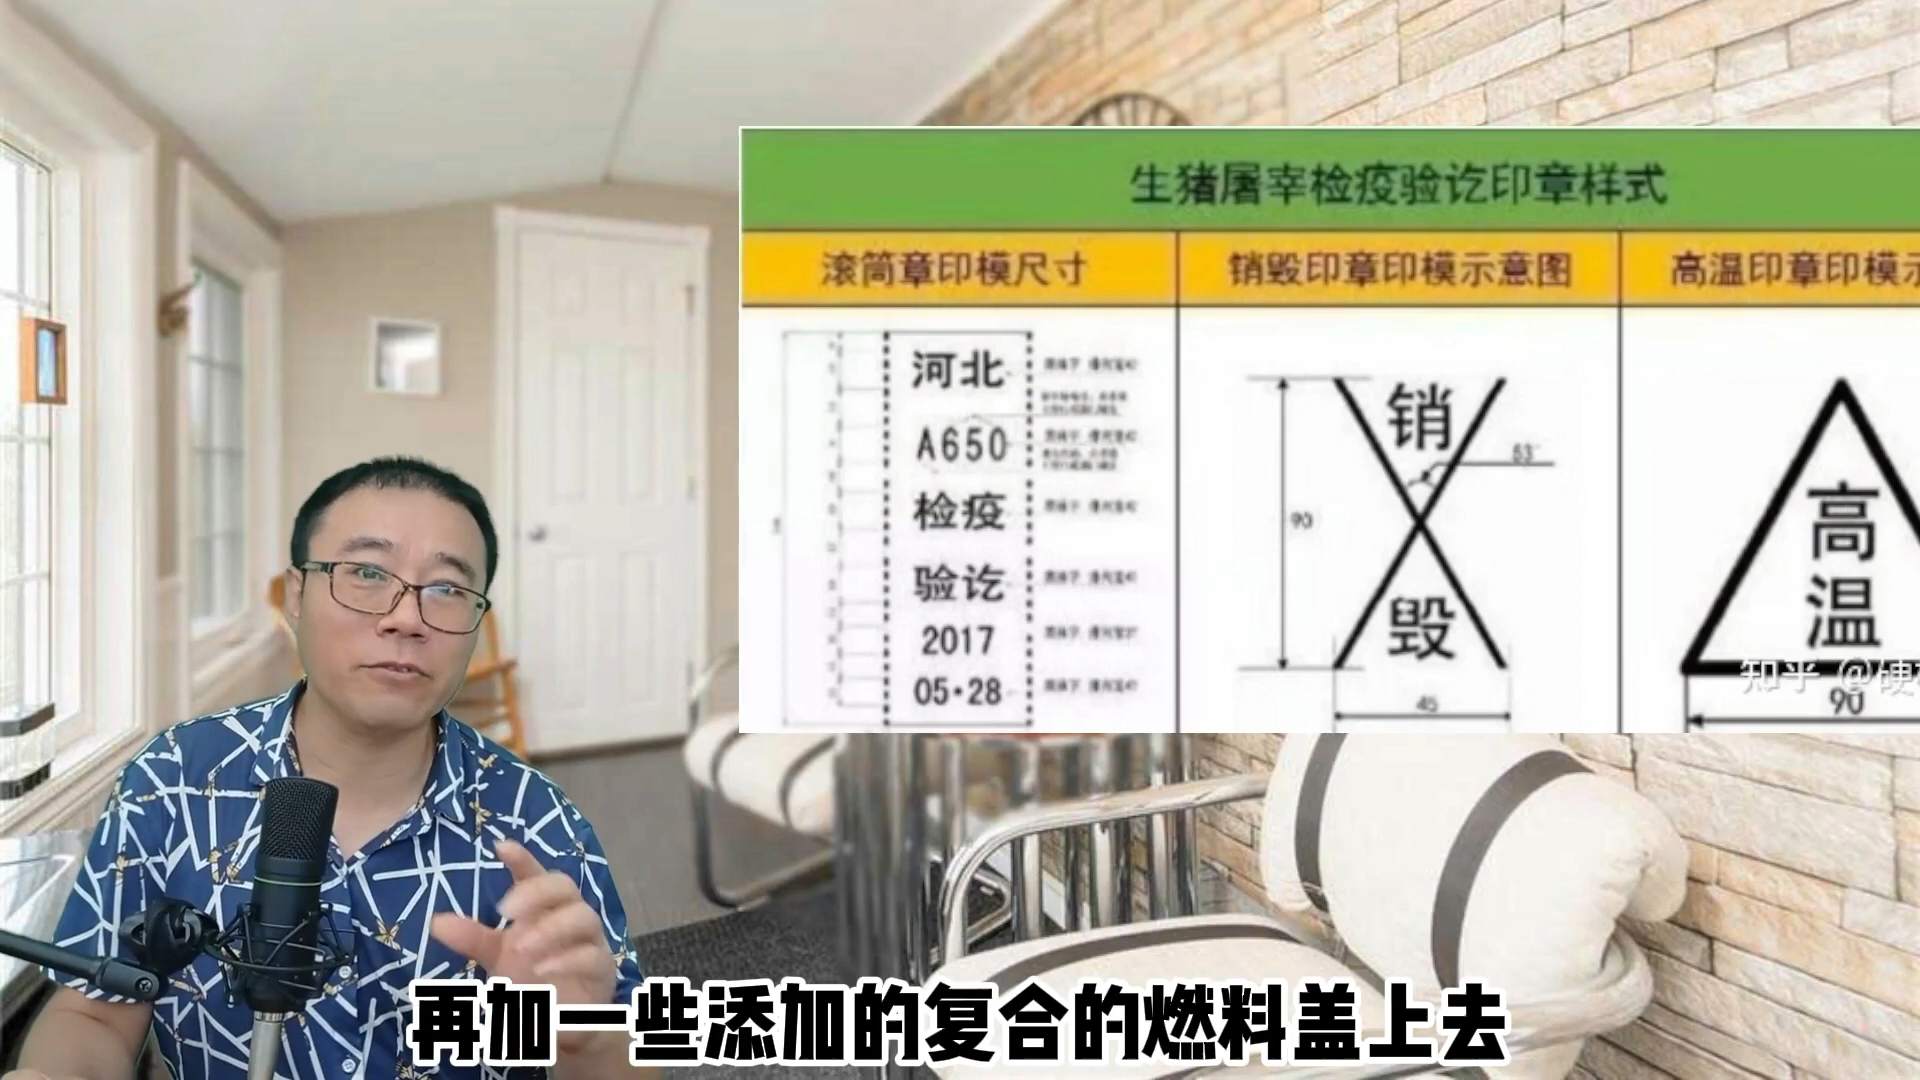 生猪屠宰检疫验讫印章样式
滚筒章印模尺寸
销毁印章印模示意图
高温印章印模示
河北
A650
检疫
验讫
2017
05·28
销
毁
53°
90
45
高
温
90
知乎 @硬
再加一些添加的复合的燃料盖上去